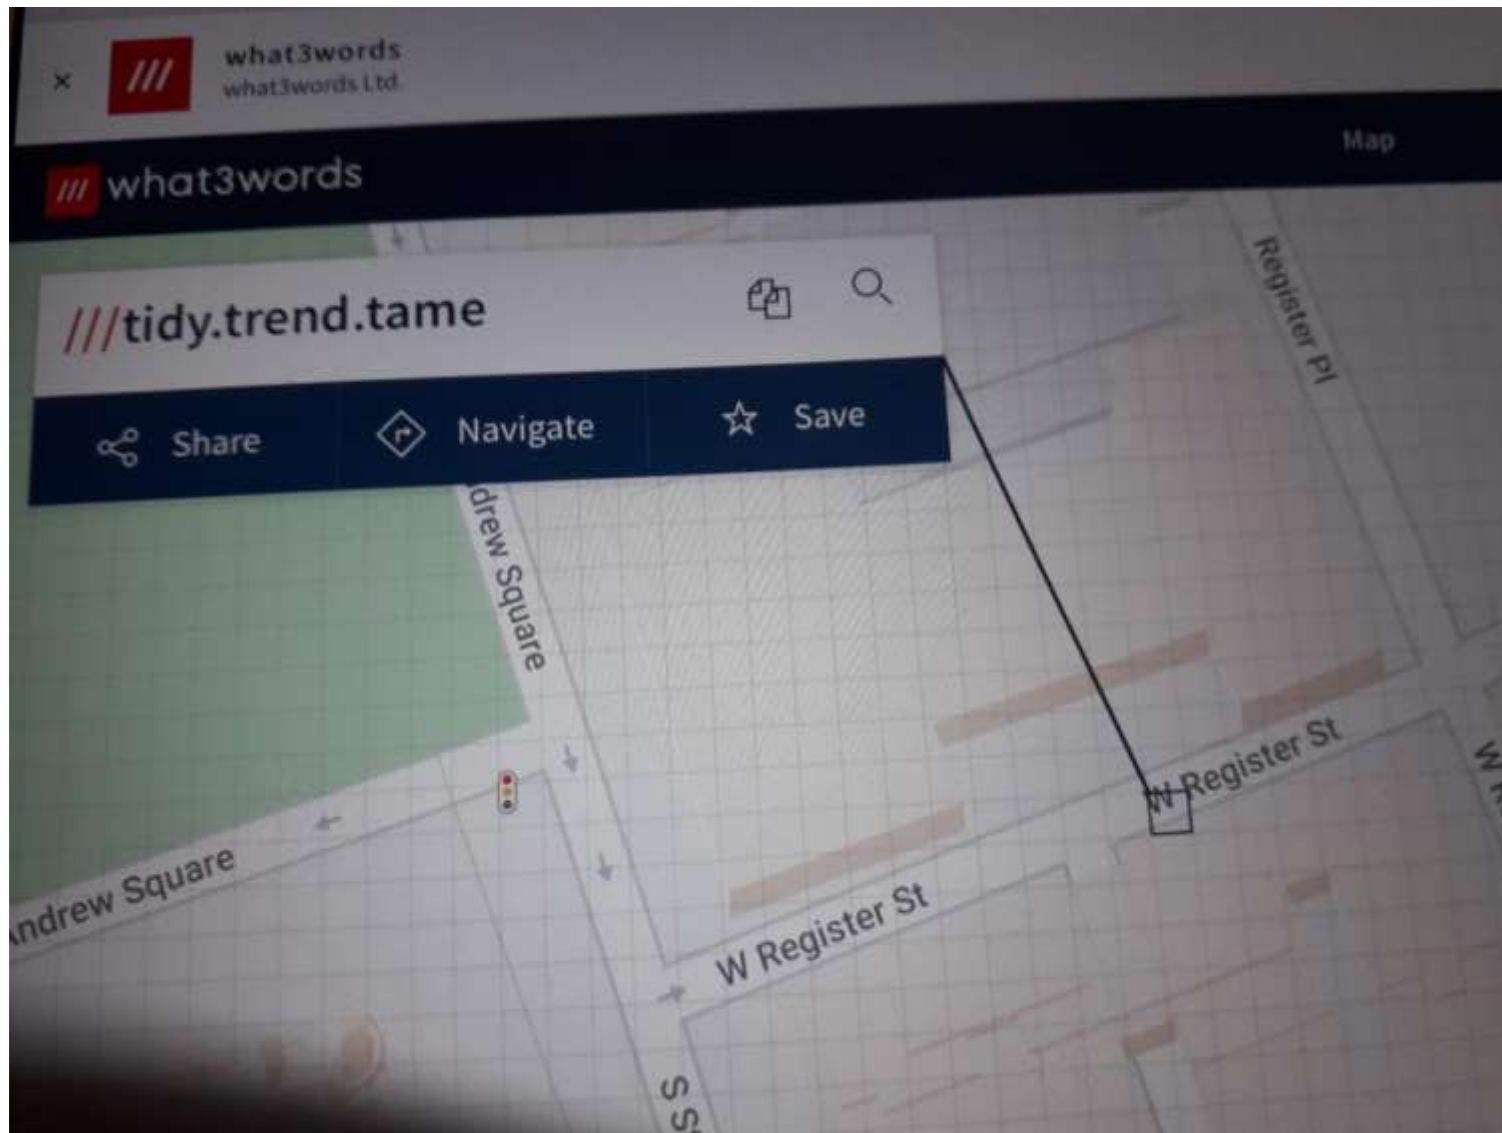 what3words
what3words Ltd.
what3words
Map
///tidy.trend.tame
Share
Navigate
Save
Register Pl
drew Square
W Register St
ndrew Square
W Register St